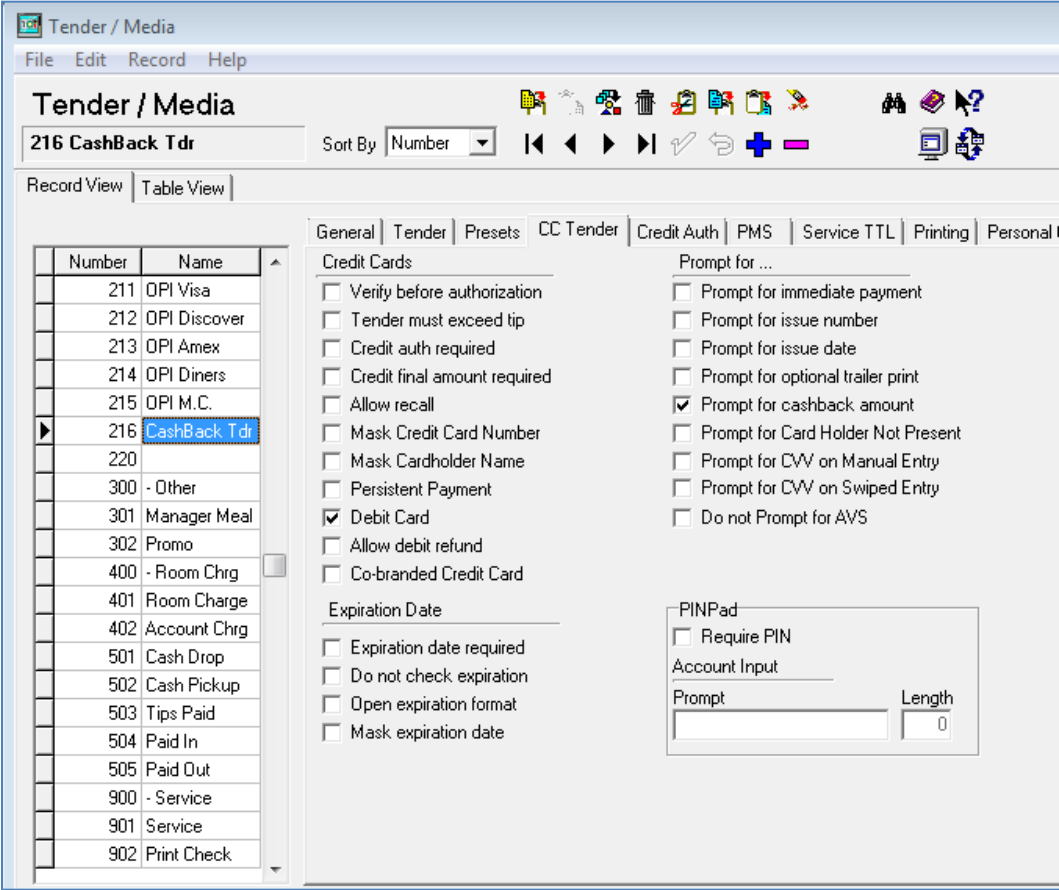 Tender / Media
File Edit Record Help
Tender / Media
216 CashBack Tdr
Sort By Number
Record View Table View
General Tender Presets CC Tender Credit Auth PMS Service TTL Printing Personal
Number Name
211 OPI Visa
212 OPI Discover
213 OPI Amex
214 OPI Diners
215 OPI M.C.
216 CashBack Tdr
220
300 - Other
301 Manager Meal
302 Promo
400 - Room Chrg
401 Room Charge
402 Account Chrg
501 Cash Drop
502 Cash Pickup
503 Tips Paid
504 Paid In
505 Paid Out
900 - Service
901 Service
902 Print Check
Credit Cards
Verify before authorization
Tender must exceed tip
Credit auth required
Credit final amount required
Allow recall
Mask Credit Card Number
Mask Cardholder Name
Persistent Payment
Debit Card
Allow debit refund
Co-branded Credit Card
Expiration Date
Expiration date required
Do not check expiration
Open expiration format
Mask expiration date
Prompt for ...
Prompt for immediate payment
Prompt for issue number
Prompt for issue date
Prompt for optional trailer print
Prompt for cashback amount
Prompt for Card Holder Not Present
Prompt for CVV on Manual Entry
Prompt for CVV on Swiped Entry
Do not Prompt for AVS
PINPad
Require PIN
Account Input
Prompt Length
0